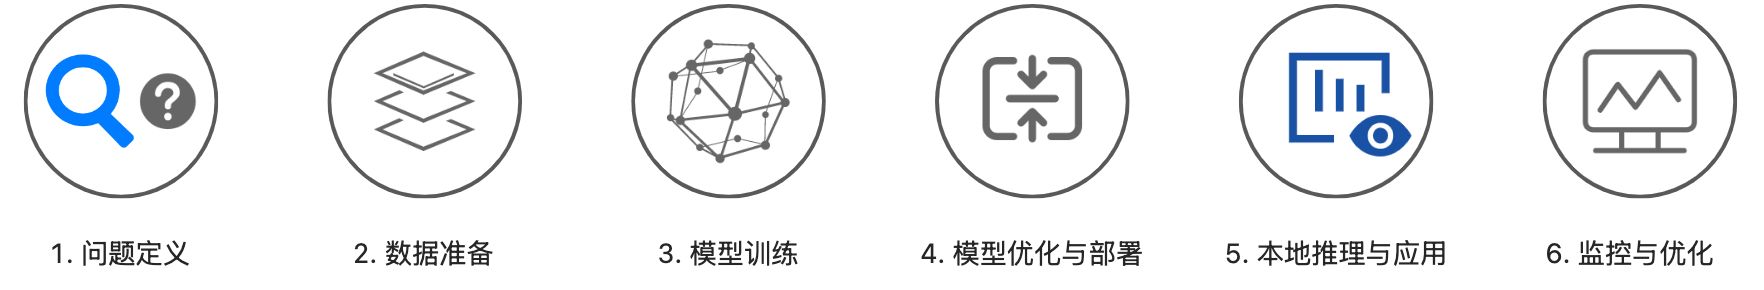 1. 问题定义
2. 数据准备
3. 模型训练
4. 模型优化与部署
5. 本地推理与应用
6. 监控与优化